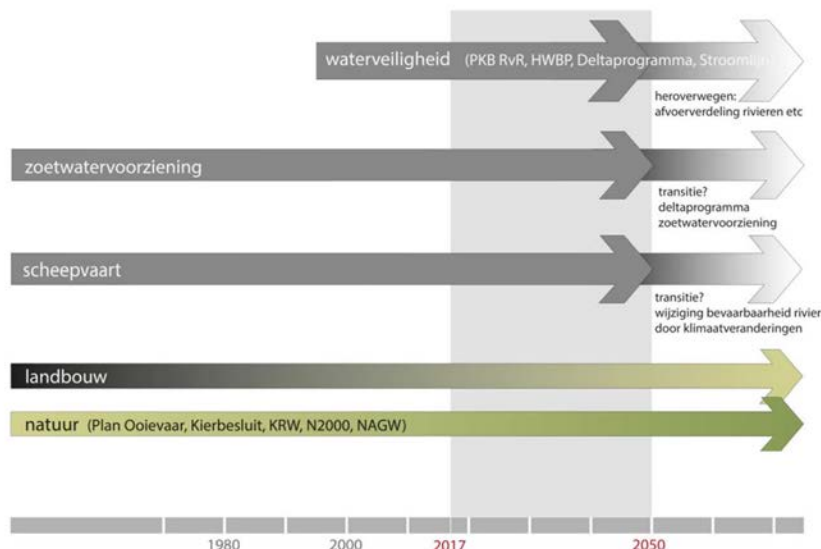 waterveiligheid (PKB RvR, HWBP, Deltaprogramma, Stroomlijn)
heroverwegen:
afvoerverdeling rivieren etc
zoetwatervoorziening
transitie?
deltaprogramma
zoetwatervoorziening
scheepvaart
transitie?
wijziging bevaarbaarheid rivier
door klimaatveranderingen
landbouw
natuur (Plan Ooievaar, Kierbesluit, KRW, N2000, NAGW)
1980 2000 2017 2050